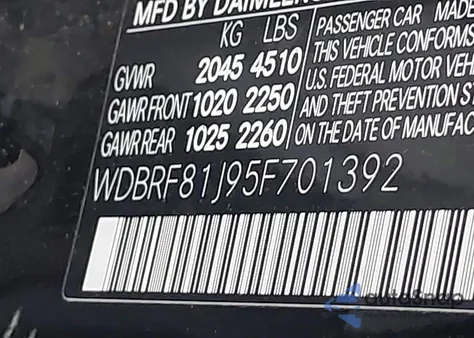 MFD BY DAIMLER
KG LBS
GVWR 2045 4510
GAWR FRONT 1020 2250
GAWR REAR 1025 2260
PASSENGER CAR MADE
THIS VEHICLE CONFORMS
U.S. FEDERAL MOTOR VEH
AND THEFT PREVENTION S
ON THE DATE OF MANUFAC
WDBRF81J95F701392
autoSnap